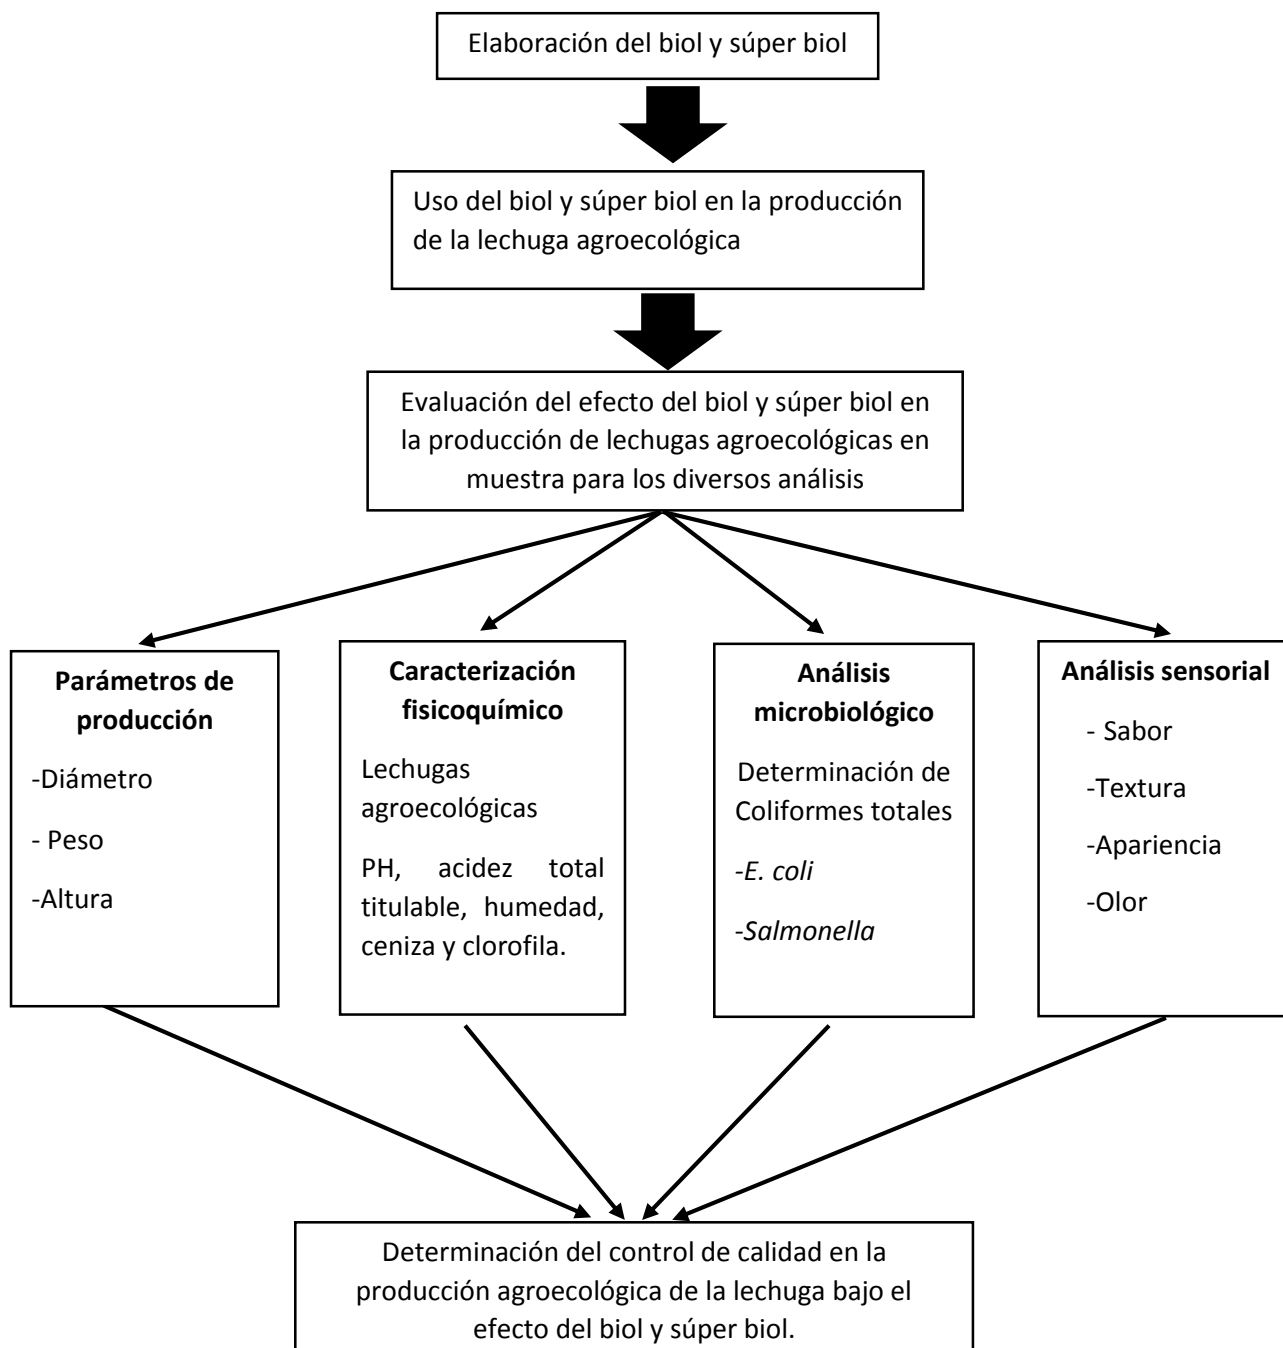 Elaboración del biol y súper biol
Uso del biol y súper biol en la producción
de la lechuga agroecológica
Evaluación del efecto del biol y súper biol en
la producción de lechugas agroecológicas en
muestra para los diversos análisis
Parámetros de
producción
-Diámetro
- Peso
-Altura
Caracterización
fisicoquímico
Lechugas
agroecológicas
PH, acidez total
titulable, humedad,
ceniza y clorofila.
Análisis
microbiológico
Determinación de
Coliformes totales
-E. coli
-Salmonella
Análisis sensorial
- Sabor
-Textura
-Apariencia
-Olor
Determinación del control de calidad en la
producción agroecológica de la lechuga bajo el
efecto del biol y súper biol.